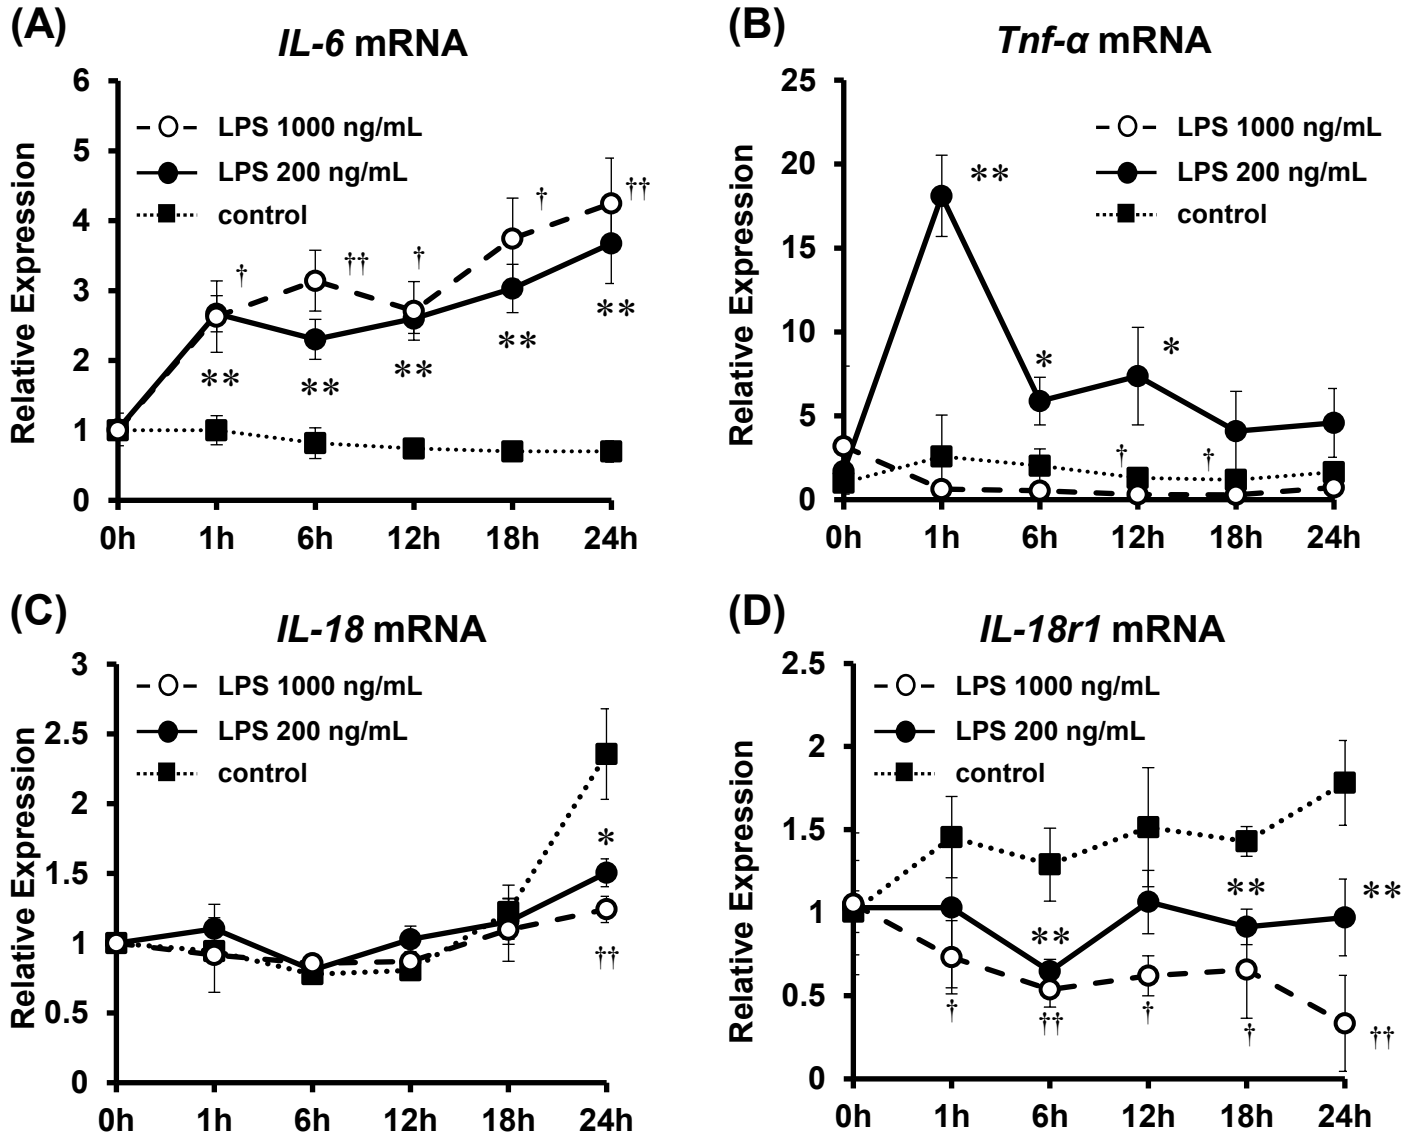 (A)
IL-6 mRNA
Relative Expression
6
5
4
3
2
1
0
LPS 1000 ng/mL
LPS 200 ng/mL
control
†
††
†
†
††
**
**
**
**
**
0h 1h 6h 12h 18h 24h
(B)
Tnf-α mRNA
Relative Expression
25
20
15
10
5
0
LPS 1000 ng/mL
LPS 200 ng/mL
control
**
*
*
†
†
0h 1h 6h 12h 18h 24h
(C)
IL-18 mRNA
Relative Expression
3
2.5
2
1.5
1
0.5
0
LPS 1000 ng/mL
LPS 200 ng/mL
control
*
††
0h 1h 6h 12h 18h 24h
(D)
IL-18r1 mRNA
Relative Expression
2.5
2
1.5
1
0.5
0
LPS 1000 ng/mL
LPS 200 ng/mL
control
**
**
**
†
††
†
†
††
0h 1h 6h 12h 18h 24h